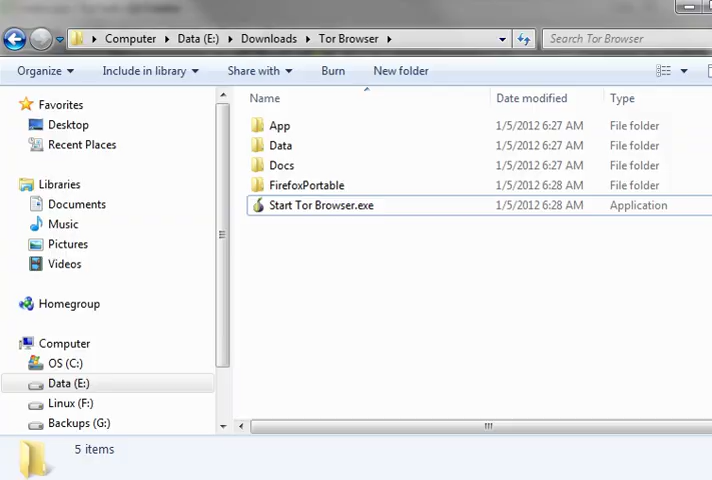 Computer Data (E:) Downloads Tor Browser Search Tor Browser
Organize Include in library Share with Burn New folder
Name Date modified Type
App 1/5/2012 6:27 AM File folder
Data 1/5/2012 6:27 AM File folder
Docs 1/5/2012 6:27 AM File folder
FirefoxPortable 1/5/2012 6:28 AM File folder
Start Tor Browser.exe 1/5/2012 6:28 AM Application
Favorites
Desktop
Recent Places
Libraries
Documents
Music
Pictures
Videos
Homegroup
Computer
OS (C:)
Data (E:)
Linux (F:)
Backups (G:)
5 items